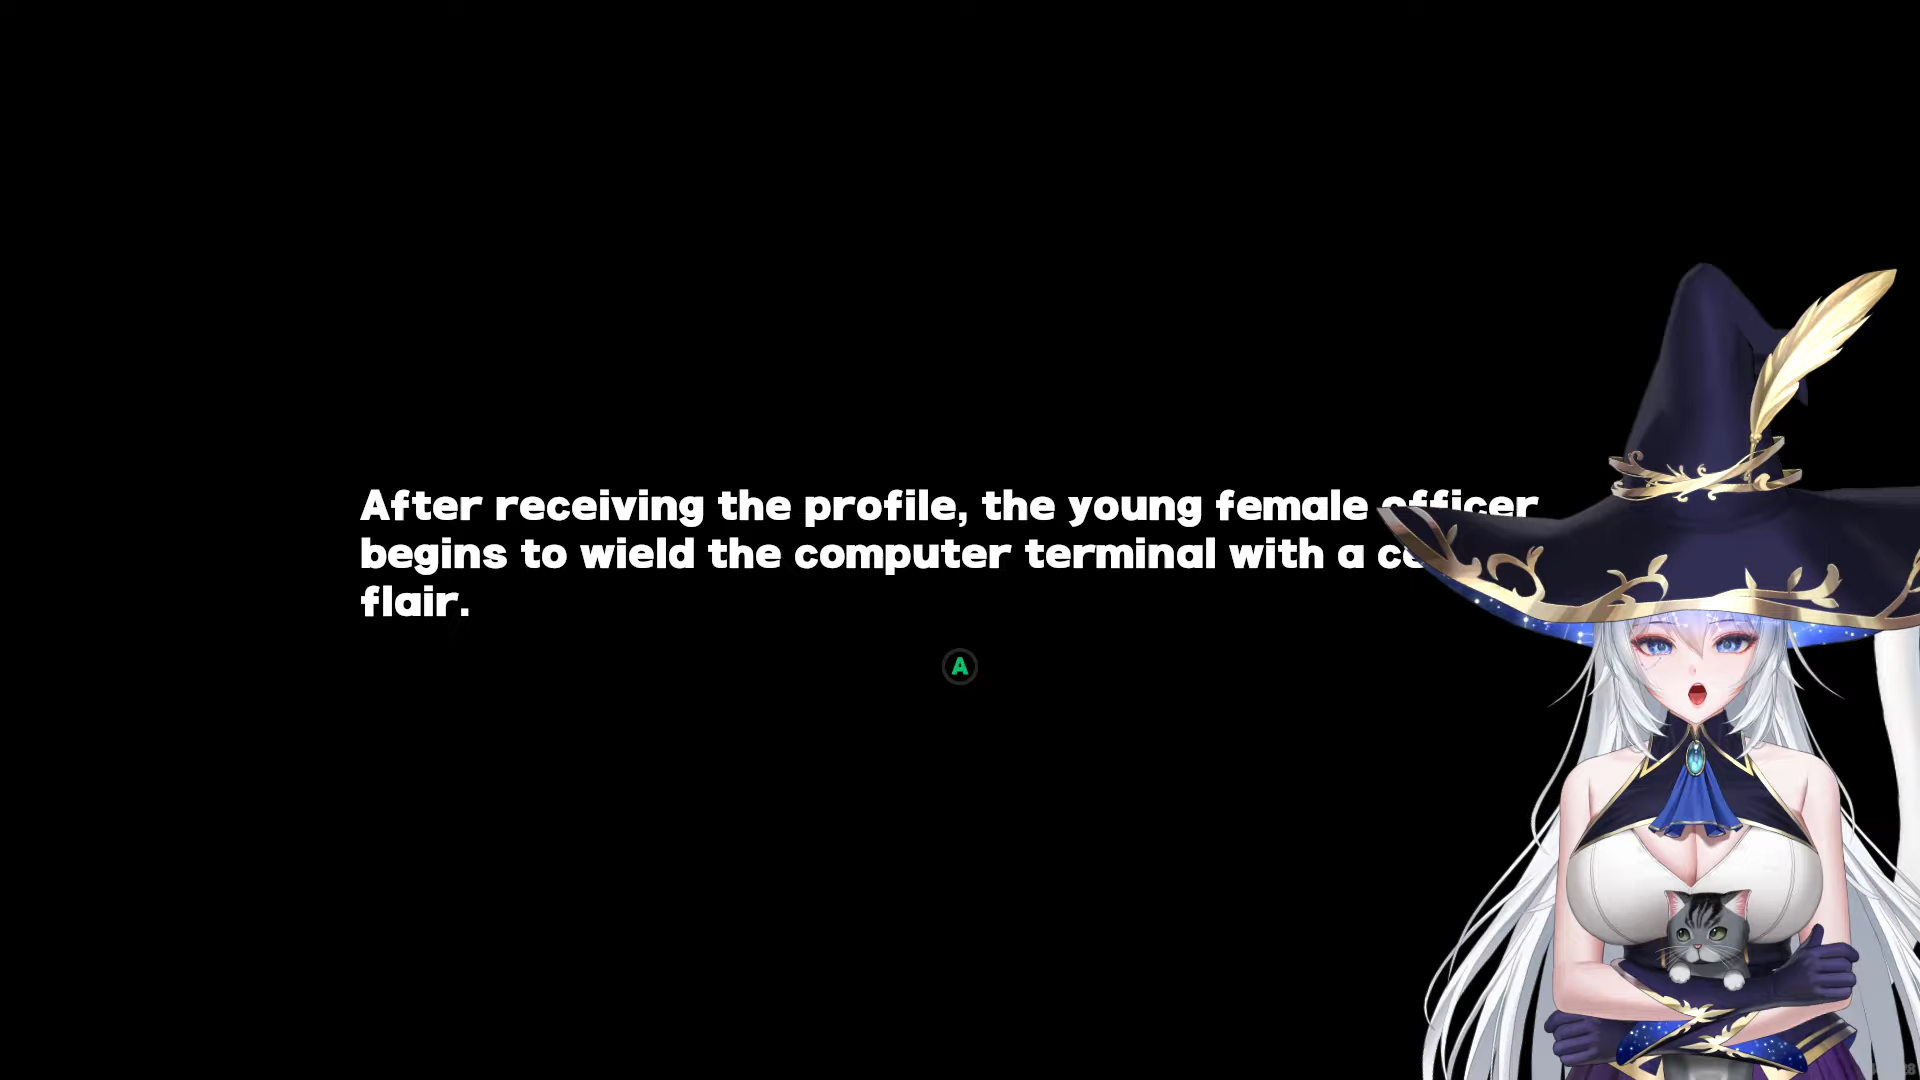 After receiving the profile, the young female officer
begins to wield the computer terminal with a
flair.
A